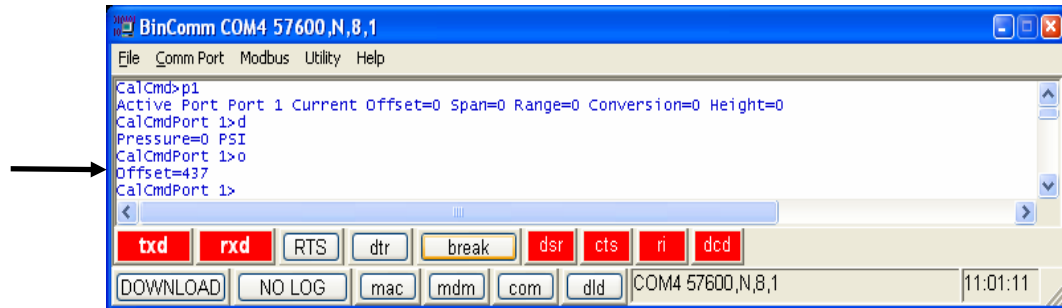 BinComm COM4 57600,N,8,1
File Comm Port Modbus Utility Help
CalCmd>p1
Active Port Port 1 Current Offset=0 Span=0 Range=0 Conversion=0 Height=0
CalCmdPort 1>d
Pressure=0 PSI
CalCmdPort 1>o
Offset=437
CalCmdPort 1>
txd rxd RTS dtr break dsr cts ri dcd
DOWNLOAD NO LOG mac mdm com dld COM4 57600,N,8,1 11:01:11